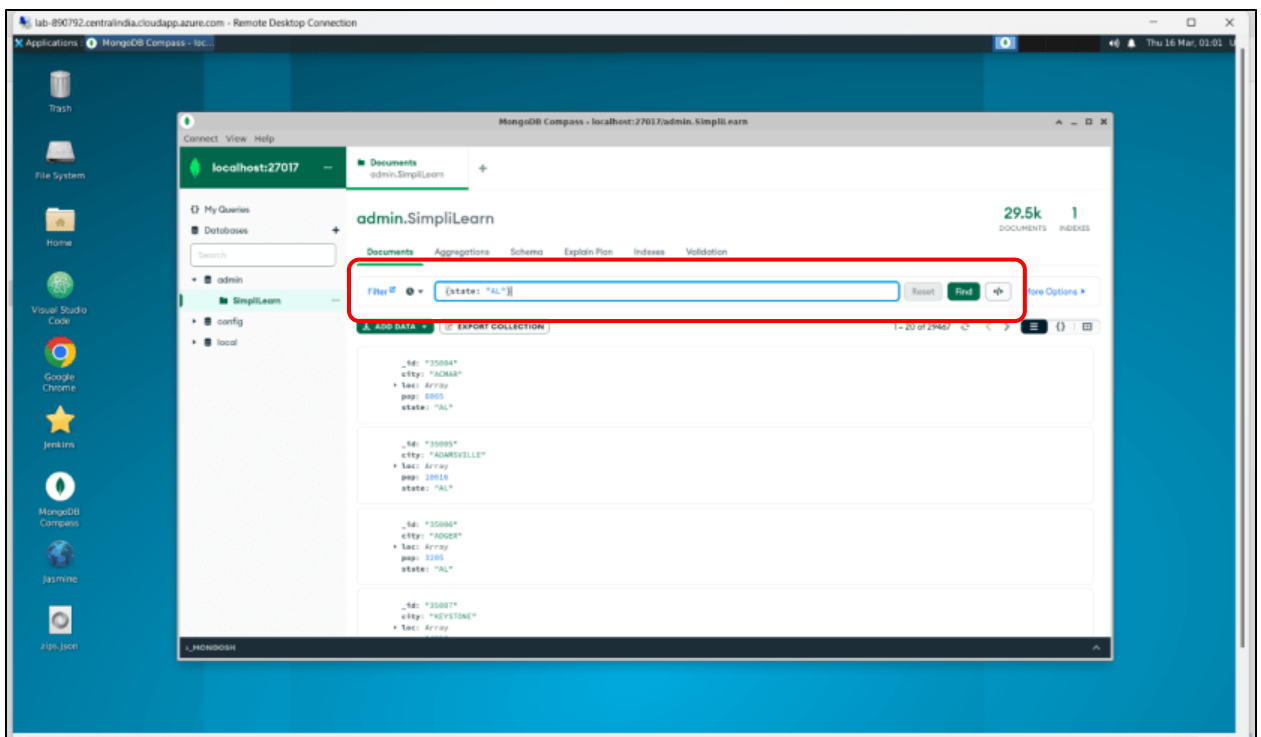 lab-890792.centralindia.cloudapp.azure.com - Remote Desktop Connection
Applications MongoDB Compass - loc... Thu 16 Mar, 01:01 U
Trash
File System
Home
Visual Studio
Code
Google
Chrome
Jenkins
MongoDB
Compass
Jasmine
zips.json
MongoDB Compass - localhost:27017/admin.SimpliLearn
Connect View Help
localhost:27017
Documents
admin.SimpliLearn
My Queries
Databases
Search
admin
SimpliLearn
config
local
admin.SimpliLearn
29.5k 1
DOCUMENTS INDEXES
Documents Aggregations Schema Explain Plan Indexes Validation
Filter {state: "AL"} Reset Find </> More Options
ADD DATA EXPORT COLLECTION 1 - 20 of 29467 {}
_id: "35004"
city: "ACMAR"
loc: Array
pop: 6065
state: "AL"
_id: "35005"
city: "ADAMSVILLE"
loc: Array
pop: 10616
state: "AL"
_id: "35006"
city: "ADGER"
loc: Array
pop: 3205
state: "AL"
_id: "35007"
city: "KEYSTONE"
loc: Array
>_MONGOSH